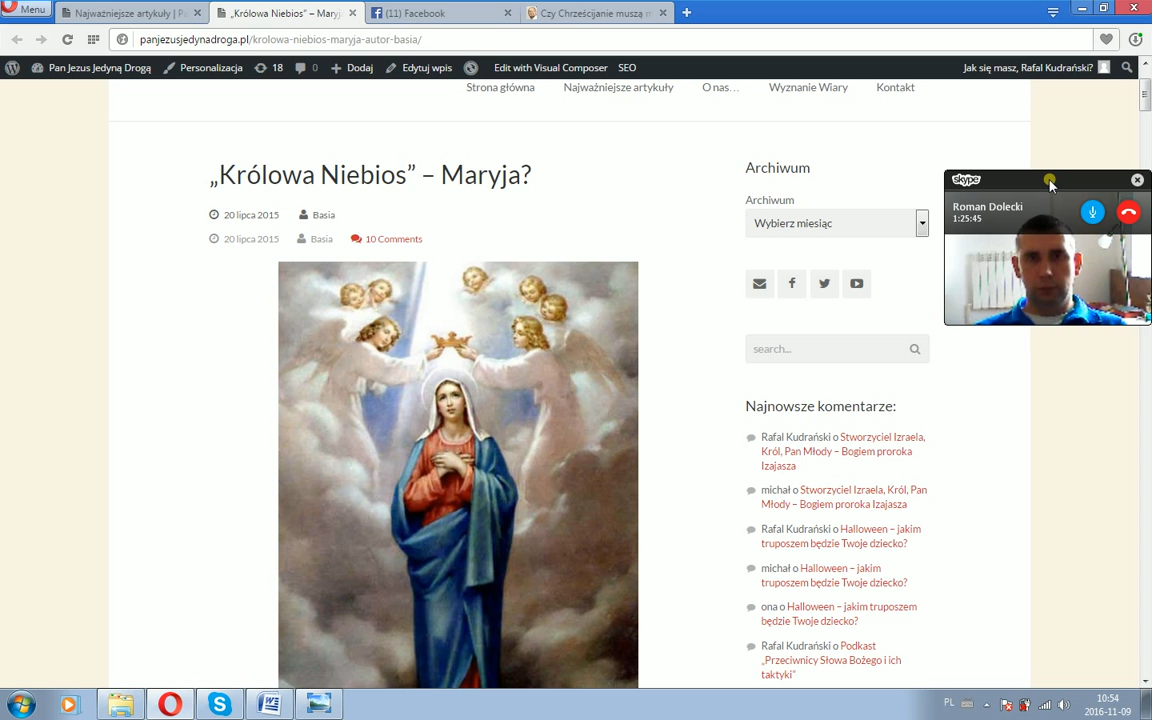 Menu
Najważniejsze artykuły | Pa
„Królowa Niebios” – Maryj
(11) Facebook
Czy Chrześcijanie muszą m
panjezusjedynadroga.pl/krolowa-niebios-maryja-autor-basia/
Pan Jezus Jedyną Drogą
Personalizacja
18
0
Dodaj
Edytuj wpis
Edit with Visual Composer
SEO
Jak się masz, Rafal Kudrański?
Strona główna
Najważniejsze artykuły
O nas…
Wyznanie Wiary
Kontakt
„Królowa Niebios” – Maryja?
20 lipca 2015 Basia
20 lipca 2015 Basia 10 Comments
Archiwum
Archiwum
Wybierz miesiąc
skype
Roman Dolecki
1:25:45
search...
Najnowsze komentarze:
Rafal Kudrański o Stworzyciel Izraela,
Król, Pan Młody – Bogiem proroka
Izajasza
michał o Stworzyciel Izraela, Król, Pan
Młody – Bogiem proroka Izajasza
Rafal Kudrański o Halloween – jakim
truposzem będzie Twoje dziecko?
michał o Halloween – jakim
truposzem będzie Twoje dziecko?
ona o Halloween – jakim truposzem
będzie Twoje dziecko?
Rafal Kudrański o Podkast
„Przeciwnicy Słowa Bożego i ich
taktyki”
PL
10:54
2016-11-09